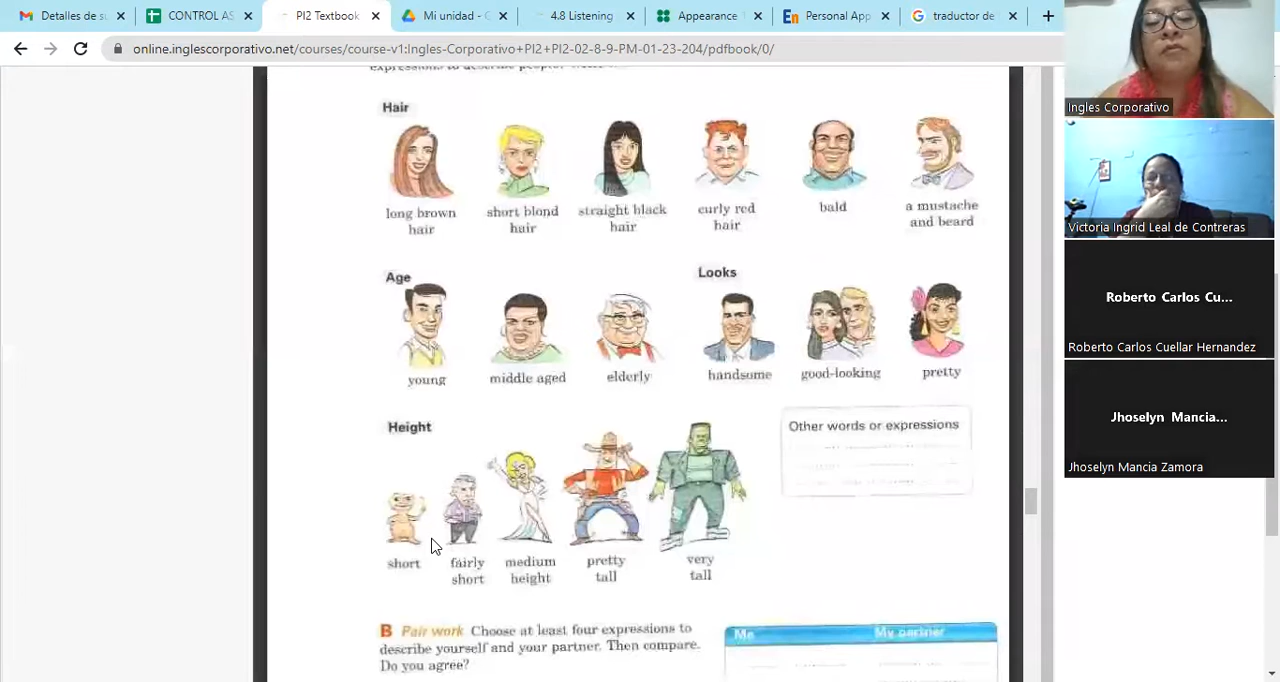 Detalles de su
CONTROL AS
PI2 Textbook
Mi unidad - G
4.8 Listening
Appearance
Personal App
traductor de
online.inglescorporativo.net/courses/course-v1:Ingles-Corporativo+PI2+PI2-02-8-9-PM-01-23-204/pdfbook/0/
expressions to describe people?
Hair
long brown hair
short blond hair
straight black hair
curly red hair
bald
a mustache and beard
Age
Looks
young
middle aged
elderly
handsome
good-looking
pretty
Height
Other words or expressions
short
fairly short
medium height
pretty tall
very tall
B Pair work Choose at least four expressions to
describe yourself and your partner. Then compare.
Do you agree?
Me
My partner
Ingles Corporativo
Victoria Ingrid Leal de Contreras
Roberto Carlos Cu...
Roberto Carlos Cuellar Hernandez
Jhoselyn Mancia...
Jhoselyn Mancia Zamora